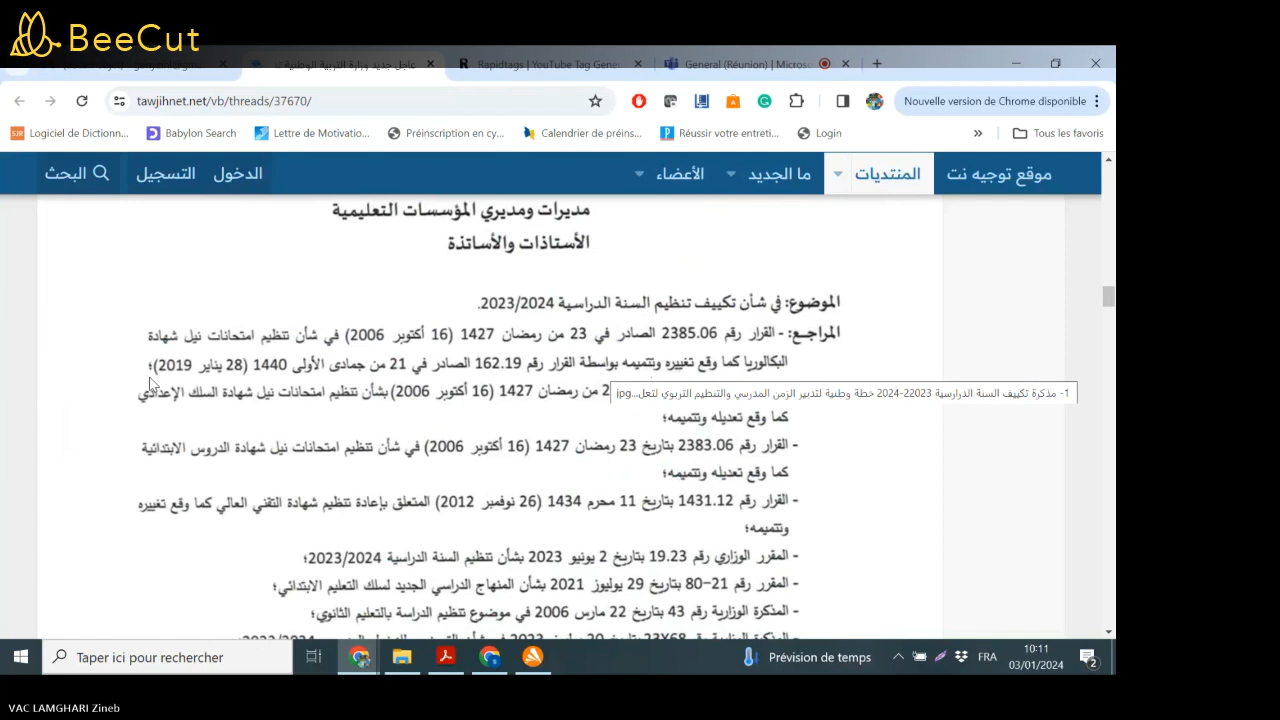 BeeCut
عاجل جديد وزارة التربية الوطنية
Rapidtags | YouTube Tag Gene
General (Réunion) | Micros
tawjihnet.net/vb/threads/37670/
Nouvelle version de Chrome disponible
Logiciel de Dictionn...
Babylon Search
Lettre de Motivatio...
Préinscription en cy...
Calendrier de préins...
Réussir votre entreti...
Login
»
Tous les favoris
موقع توجيه نت
المنتديات
ما الجديد
الأعضاء
الدخول
التسجيل
البحث
مديرات ومديري المؤسسات التعليمية
الأستاذات والأساتذة
الموضوع: في شأن تكييف تنظيم السنة الدراسية 2023/2024.
المراجع: - القرار رقم 2385.06 الصادر في 23 من رمضان 1427 (16 أكتوبر 2006) في شأن تنظيم امتحانات نيل شهادة
البكالوريا كما وقع تغييره وتتميمه بواسطة القرار رقم 162.19 الصادر في 21 من جمادى الأولى 1440 (28 يناير 2019)؛
من رمضان 1427 (16 أكتوبر 2006) بشأن تنظيم امتحانات نيل شهادة السلك الإعدادي
1- مذكرة تكييف السنة الدرارسية 22023-2024 خطة وطنية لتدبير الزمن المدرسي والتنظيم التربوي لتعل...jpg
كما وقع تعديله وتتميمه؛
- القرار رقم 2383.06 بتاريخ 23 رمضان 1427 (16 أكتوبر 2006) في شأن تنظيم امتحانات نيل شهادة الدروس الابتدائية
كما وقع تعديله وتتميمه؛
- القرار رقم 1431.12 بتاريخ 11 محرم 1434 (26 نوفمبر 2012) المتعلق بإعادة تنظيم شهادة التقني العالي كما وقع تغييره
وتتميمه؛
- المقرر الوزاري رقم 19.23 بتاريخ 2 يونيو 2023 بشأن تنظيم السنة الدراسية 2023/2024؛
- المقرر رقم 21-80 بتاريخ 29 يوليوز 2021 بشأن المنهاج الدراسي الجديد لسلك التعليم الابتدائي؛
- المذكرة الوزارية رقم 43 بتاريخ 22 مارس 2006 في موضوع تنظيم الدراسة بالتعليم الثانوي؛
Taper ici pour rechercher
Prévision de temps
FRA
10:11
03/01/2024
2
VAC LAMGHARI Zineb